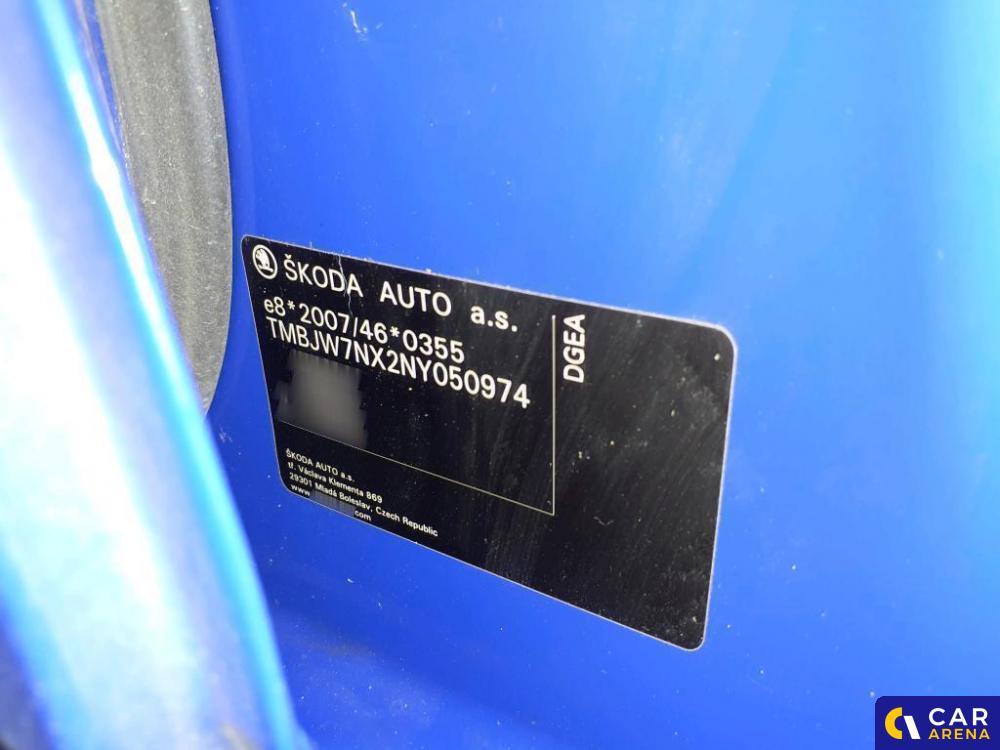 ŠKODA AUTO a.s.
e8*2007/46*0355
TMBJW7NX2NY050974
DGEA
ŠKODA AUTO a.s.
tř. Václava Klementa 869
29301 Mladá Boleslav, Czech Republic
www. .com
CAR
ARENA